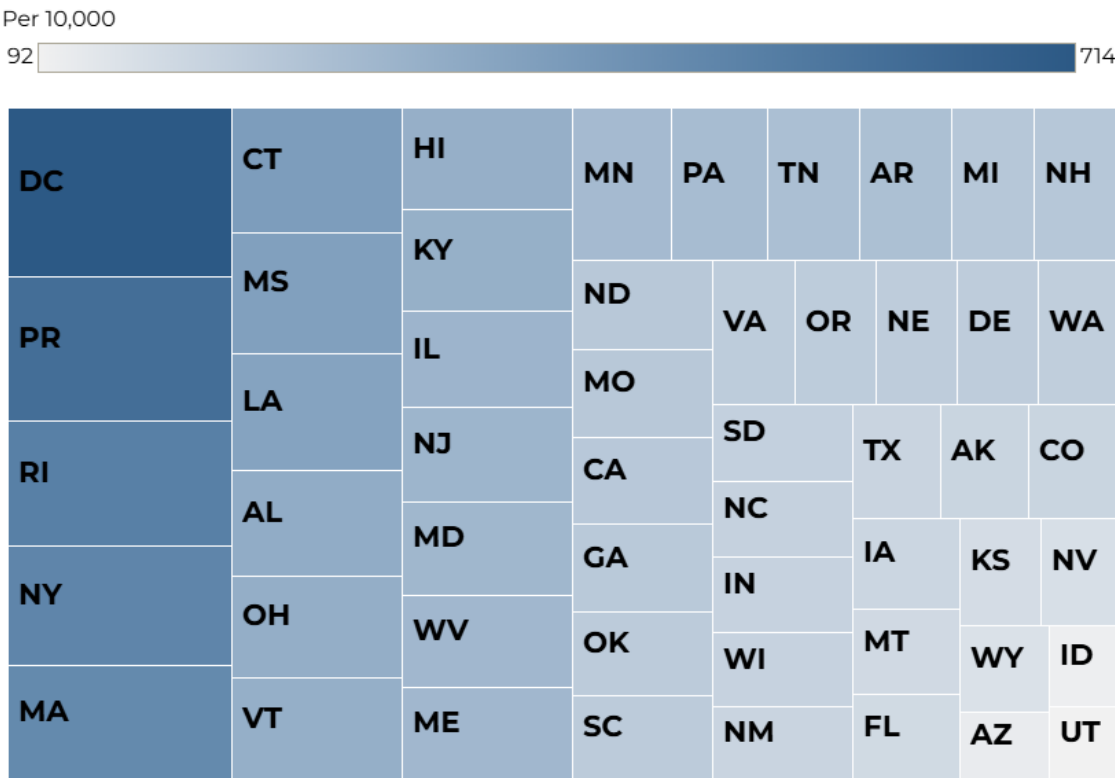 Per 10,000
92 714
DC
PR
RI
NY
MA
CT
MS
LA
AL
OH
VT
HI
KY
IL
NJ
MD
WV
ME
MN PA TN AR MI NH
ND
MO
CA
GA
OK
SC
VA OR NE DE WA
SD
NC
IN
WI
NM
TX AK CO
IA
MT
FL
KS NV
WY ID
AZ UT